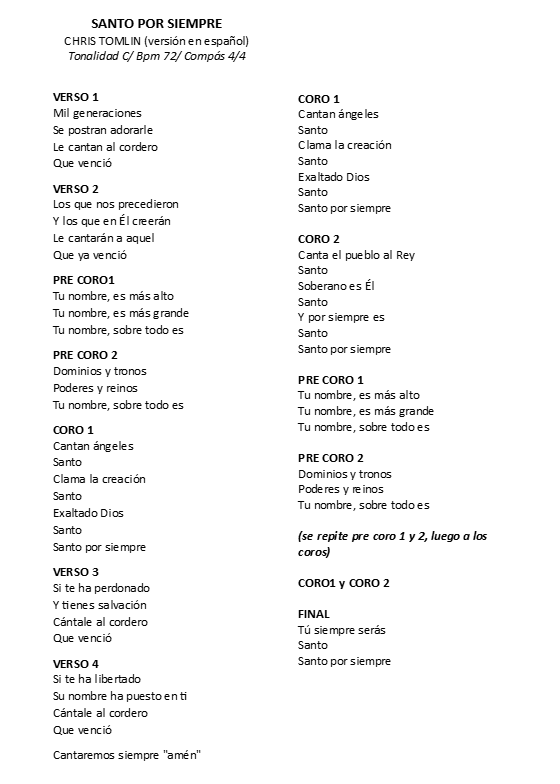 SANTO POR SIEMPRE
CHRIS TOMLIN (versión en español)
Tonalidad C/ Bpm 72/ Compás 4/4
VERSO 1
Mil generaciones
Se postran adorarle
Le cantan al cordero
Que venció
VERSO 2
Los que nos precedieron
Y los que en Él creerán
Le cantarán a aquel
Que ya venció
PRE CORO1
Tu nombre, es más alto
Tu nombre, es más grande
Tu nombre, sobre todo es
PRE CORO 2
Dominios y tronos
Poderes y reinos
Tu nombre, sobre todo es
CORO 1
Cantan ángeles
Santo
Clama la creación
Santo
Exaltado Dios
Santo
Santo por siempre
VERSO 3
Si te ha perdonado
Y tienes salvación
Cántale al cordero
Que venció
VERSO 4
Si te ha libertado
Su nombre ha puesto en ti
Cántale al cordero
Que venció
Cantaremos siempre "amén"
CORO 1
Cantan ángeles
Santo
Clama la creación
Santo
Exaltado Dios
Santo
Santo por siempre
CORO 2
Canta el pueblo al Rey
Santo
Soberano es Él
Santo
Y por siempre es
Santo
Santo por siempre
PRE CORO 1
Tu nombre, es más alto
Tu nombre, es más grande
Tu nombre, sobre todo es
PRE CORO 2
Dominios y tronos
Poderes y reinos
Tu nombre, sobre todo es
(se repite pre coro 1 y 2, luego a los
coros)
CORO1 y CORO 2
FINAL
Tú siempre serás
Santo
Santo por siempre